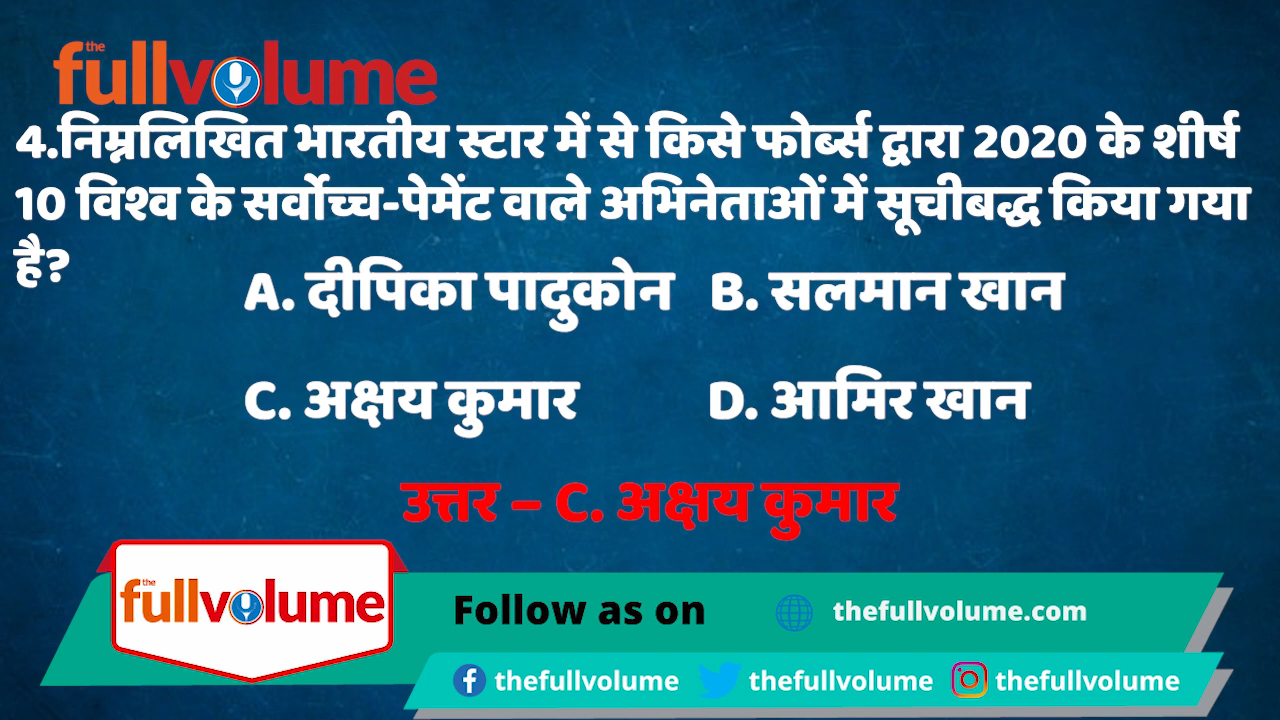 the
fullvolume
4.निम्नलिखित भारतीय स्टार में से किसे फोर्ब्स द्वारा 2020 के शीर्ष
10 विश्व के सर्वोच्च-पेमेंट वाले अभिनेताओं में सूचीबद्ध किया गया
है?
A. दीपिका पादुकोन B. सलमान खान
C. अक्षय कुमार D. आमिर खान
उत्तर – C. अक्षय कुमार
the
fullvolume
Follow as on thefullvolume.com
thefullvolume thefullvolume thefullvolume